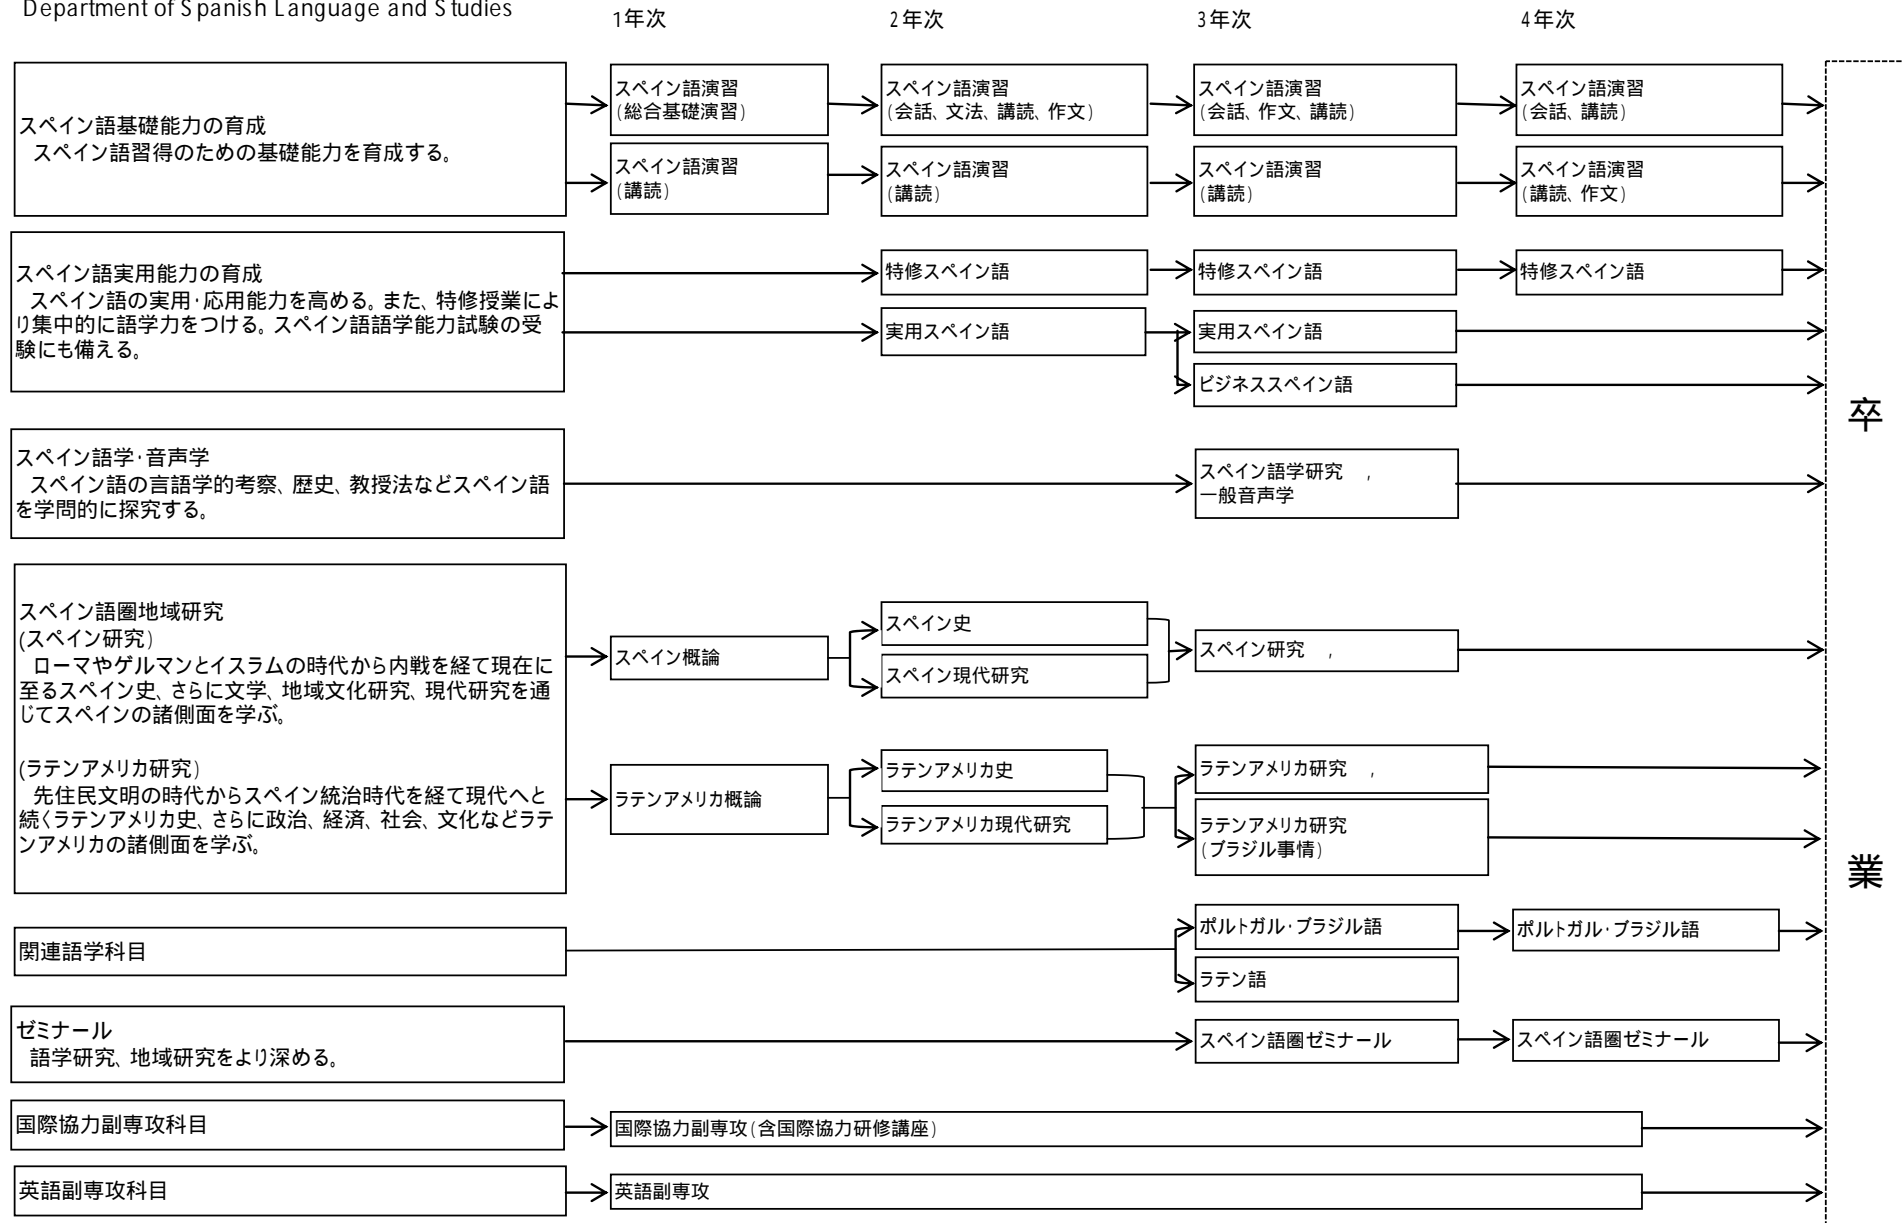 Department of Spanish Language and Studies
1年次
2年次
3年次
4年次
スペイン語基礎能力の育成
スペイン語習得のための基礎能力を育成する。
スペイン語演習
(総合基礎演習)
スペイン語演習
(会話、文法、講読、作文)
スペイン語演習
(会話、作文、講読)
スペイン語演習
(会話、講読)
スペイン語演習
(講読)
スペイン語演習
(講読)
スペイン語演習
(講読)
スペイン語演習
(講読、作文)
スペイン語実用能力の育成
スペイン語の実用・応用能力を高める。また、特修授業によ
り集中的に語学力をつける。スペイン語語学能力試験の受
験にも備える。
特修スペイン語
特修スペイン語
特修スペイン語
実用スペイン語
実用スペイン語
ビジネススペイン語
スペイン語学・音声学
スペイン語の言語学的考察、歴史、教授法などスペイン語
を学問的に探究する。
スペイン語学研究 ,
一般音声学
スペイン語圏地域研究
(スペイン研究)
ローマやゲルマンとイスラムの時代から内戦を経て現在に
至るスペイン史、さらに文学、地域文化研究、現代研究を通
じてスペインの諸側面を学ぶ。
スペイン概論
スペイン史
スペイン現代研究
スペイン研究 ,
(ラテンアメリカ研究)
先住民文明の時代からスペイン統治時代を経て現代へと
続くラテンアメリカ史、さらに政治、経済、社会、文化などラテ
ンアメリカの諸側面を学ぶ。
ラテンアメリカ概論
ラテンアメリカ史
ラテンアメリカ現代研究
ラテンアメリカ研究 ,
ラテンアメリカ研究
(ブラジル事情)
関連語学科目
ポルトガル・ブラジル語
ポルトガル・ブラジル語
ラテン語
ゼミナール
語学研究、地域研究をより深める。
スペイン語圏ゼミナール
スペイン語圏ゼミナール
国際協力副専攻科目
国際協力副専攻(含国際協力研修講座)
英語副専攻科目
英語副専攻
卒
業